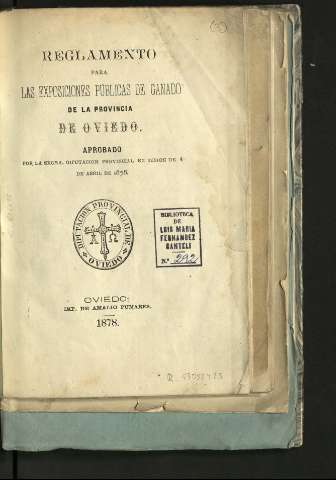 REGLAMENTO
PARA
LAS EXPOSICIONES PÚBLICAS DE GANADO
DE LA PROVINCIA
DE OVIEDO,
APROBADO
POR LA EXCMA. DIPUTACION PROVINCIAL EN SESION DE 4
DE ABRIL DE 1878.
DIPUTACION PROVINCIAL DE
OVIEDO
Α Ω
BIBLIOTECA
DE
LUIS MARIA
FERNANDEZ
CANTELI
N.º 292
OVIEDO:
IMP. DE AMALIO PUMARES.
1878.